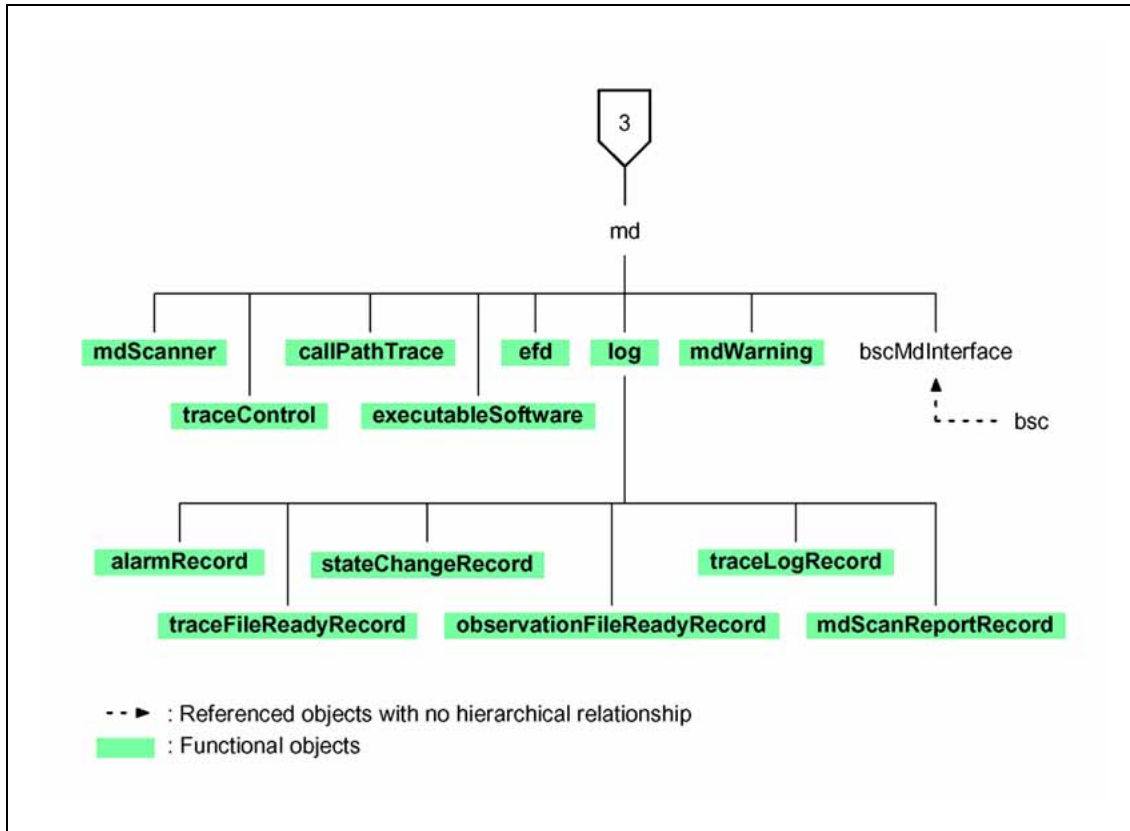 3
md
mdScanner callPathTrace efd log mdWarning bscMdInterface
traceControl executableSoftware bsc
alarmRecord stateChangeRecord traceLogRecord
traceFileReadyRecord observationFileReadyRecord mdScanReportRecord
: Referenced objects with no hierarchical relationship
: Functional objects